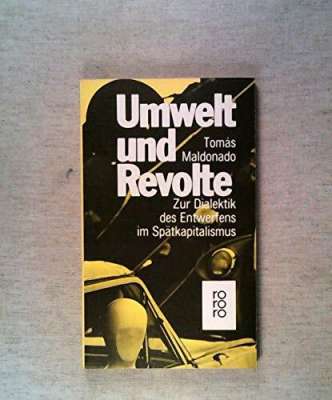 Umwelt
und
Tomás
Maldonado
Revolte
Zur Dialektik
des Entwerfens
im Spätkapitalismus
ro
ro
ro